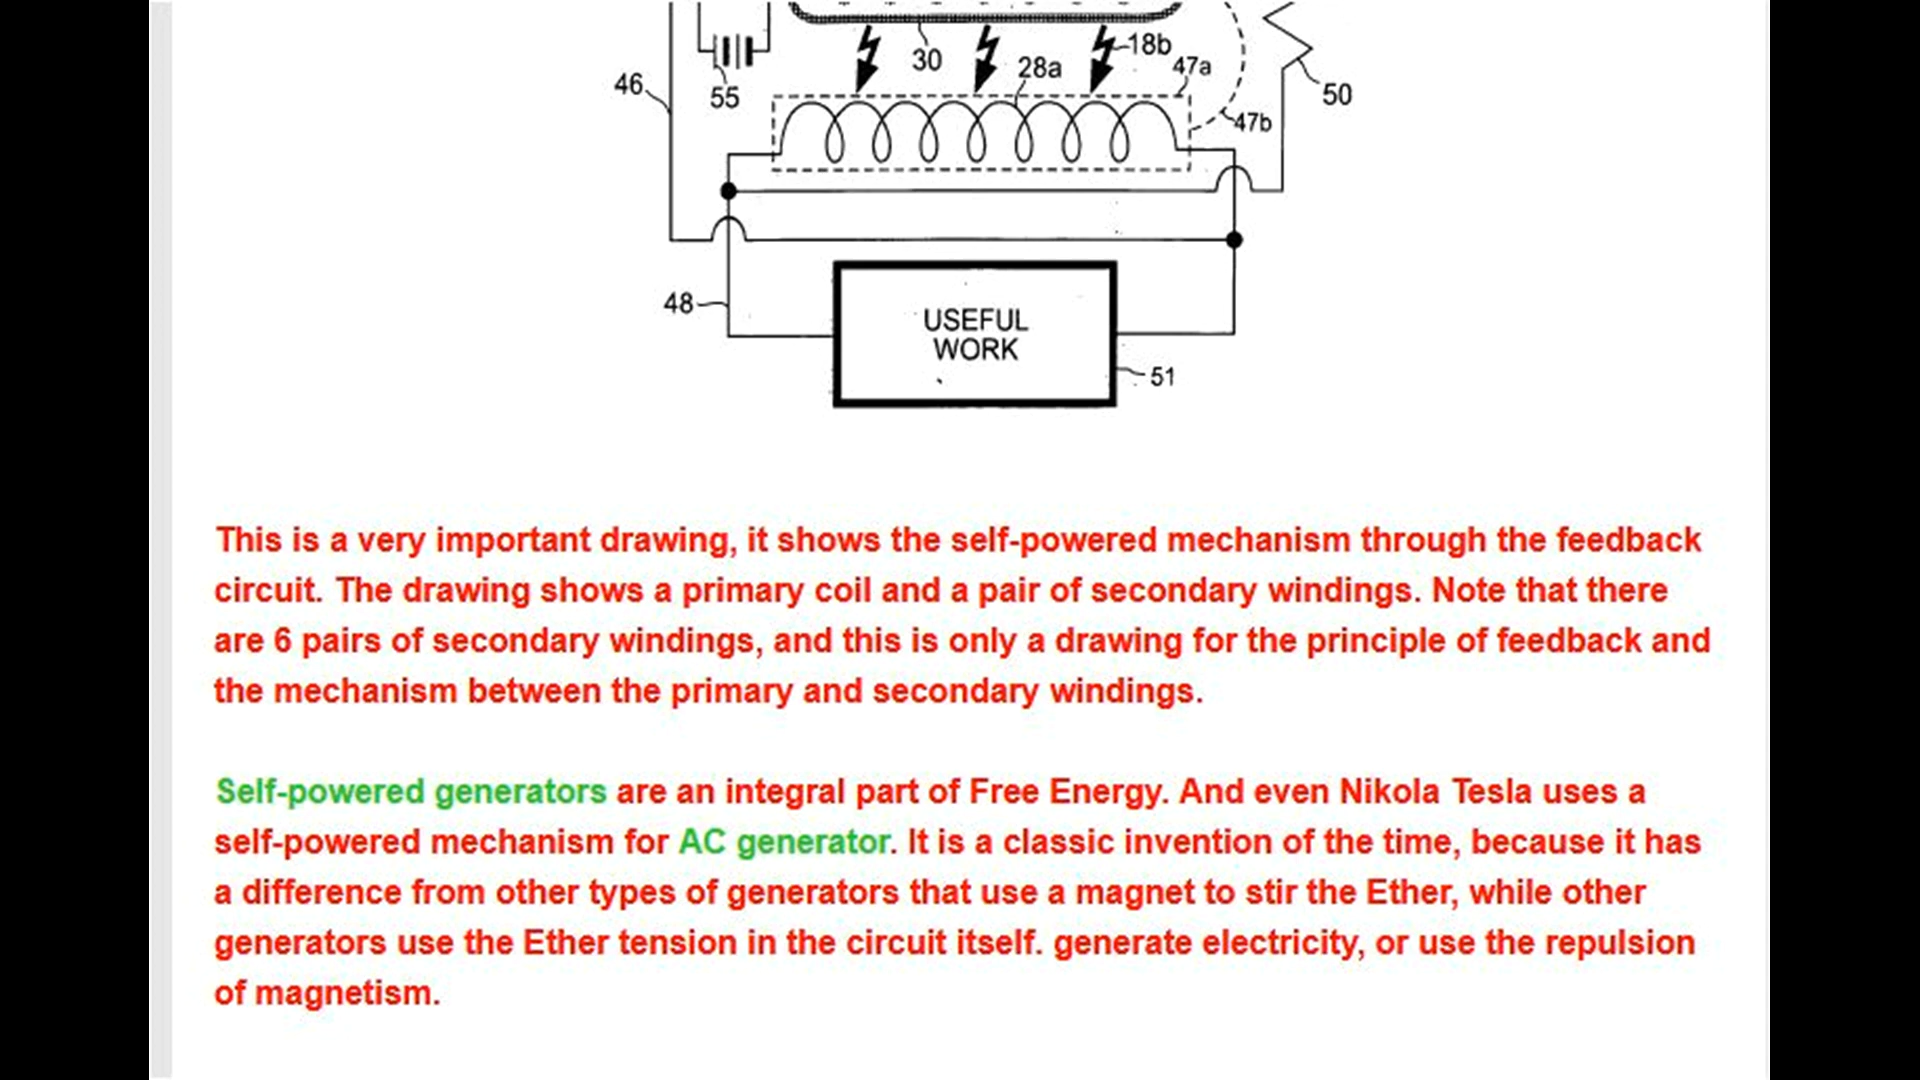 30
18b
28a
47a
46
55
50
47b
48
USEFUL
WORK
51
This is a very important drawing, it shows the self-powered mechanism through the feedback
circuit. The drawing shows a primary coil and a pair of secondary windings. Note that there
are 6 pairs of secondary windings, and this is only a drawing for the principle of feedback and
the mechanism between the primary and secondary windings.
Self-powered generators are an integral part of Free Energy. And even Nikola Tesla uses a
self-powered mechanism for AC generator. It is a classic invention of the time, because it has
a difference from other types of generators that use a magnet to stir the Ether, while other
generators use the Ether tension in the circuit itself. generate electricity, or use the repulsion
of magnetism.